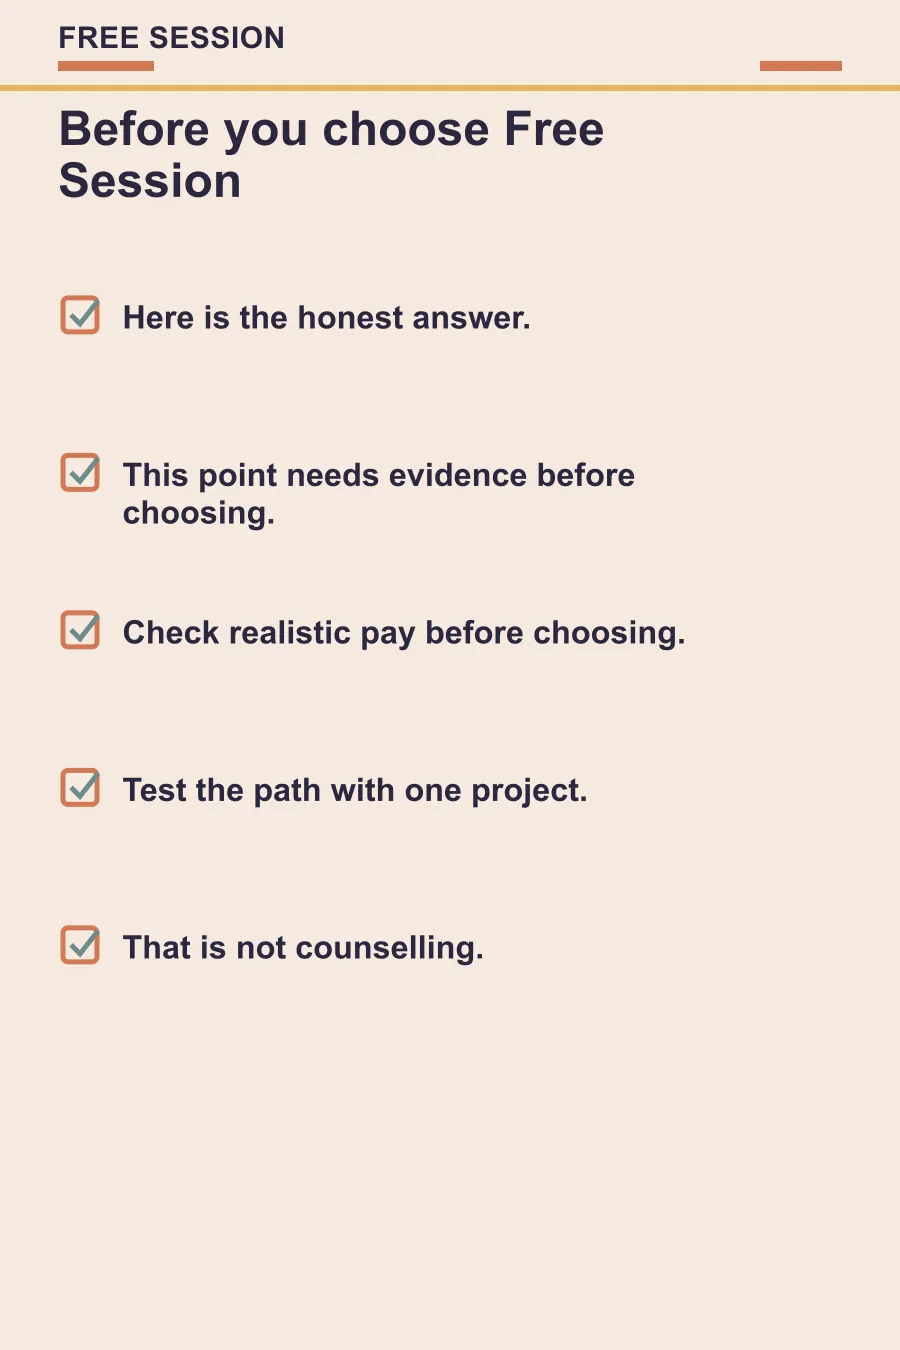 FREE SESSION
Before you choose Free
Session
Here is the honest answer.
This point needs evidence before
choosing.
Check realistic pay before choosing.
Test the path with one project.
That is not counselling.